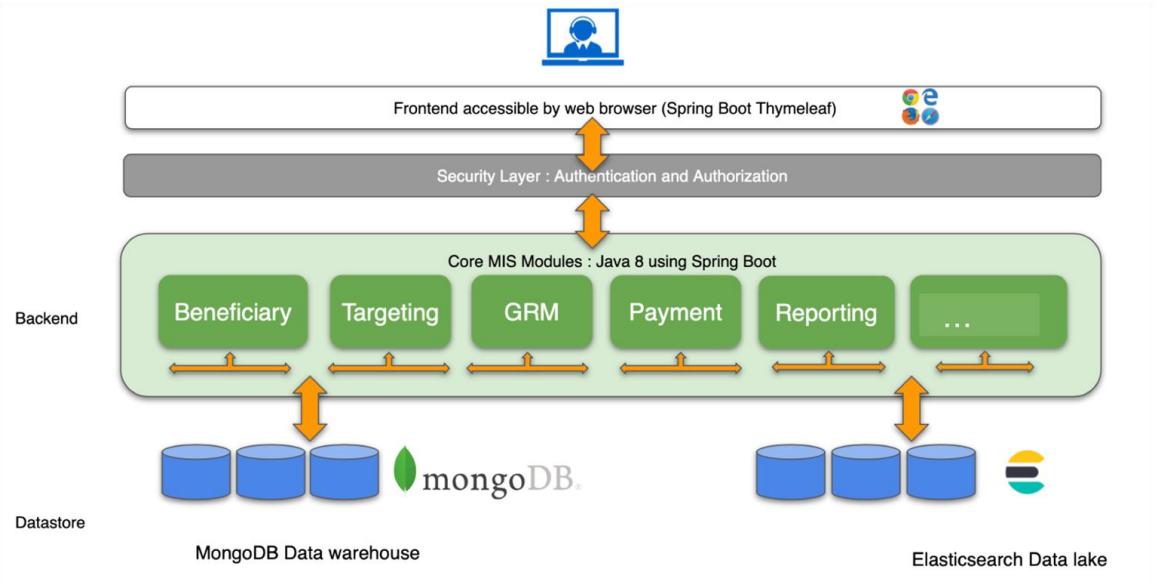 Frontend accessible by web browser (Spring Boot Thymeleaf)
Security Layer : Authentication and Authorization
Core MIS Modules : Java 8 using Spring Boot
Beneficiary
Targeting
GRM
Payment
Reporting
...
Backend
mongoDB®
Datastore
MongoDB Data warehouse
Elasticsearch Data lake